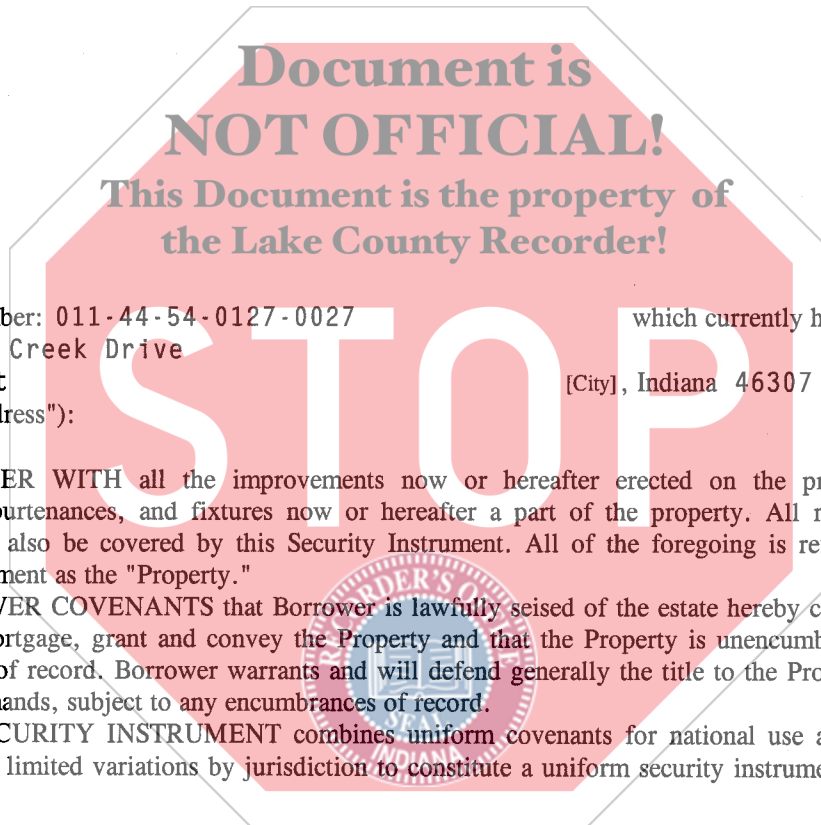 Document is
NOT OFFICIAL!
This Document is the property of
the Lake County Recorder!
STOP
ber: 011-44-54-0127-0027 which currently h
Creek Drive
t [City], Indiana 46307
dress"):
ER WITH all the improvements now or hereafter erected on the pr
purtenances, and fixtures now or hereafter a part of the property. All r
also be covered by this Security Instrument. All of the foregoing is re
ment as the "Property."
VER COVENANTS that Borrower is lawfully seised of the estate hereby c
ortgage, grant and convey the Property and that the Property is unencumb
of record. Borrower warrants and will defend generally the title to the Pro
nands, subject to any encumbrances of record.
CURITY INSTRUMENT combines uniform covenants for national use a
limited variations by jurisdiction to constitute a uniform security instrume
RECORDER'S OFFICE
SEAL
INDIANA